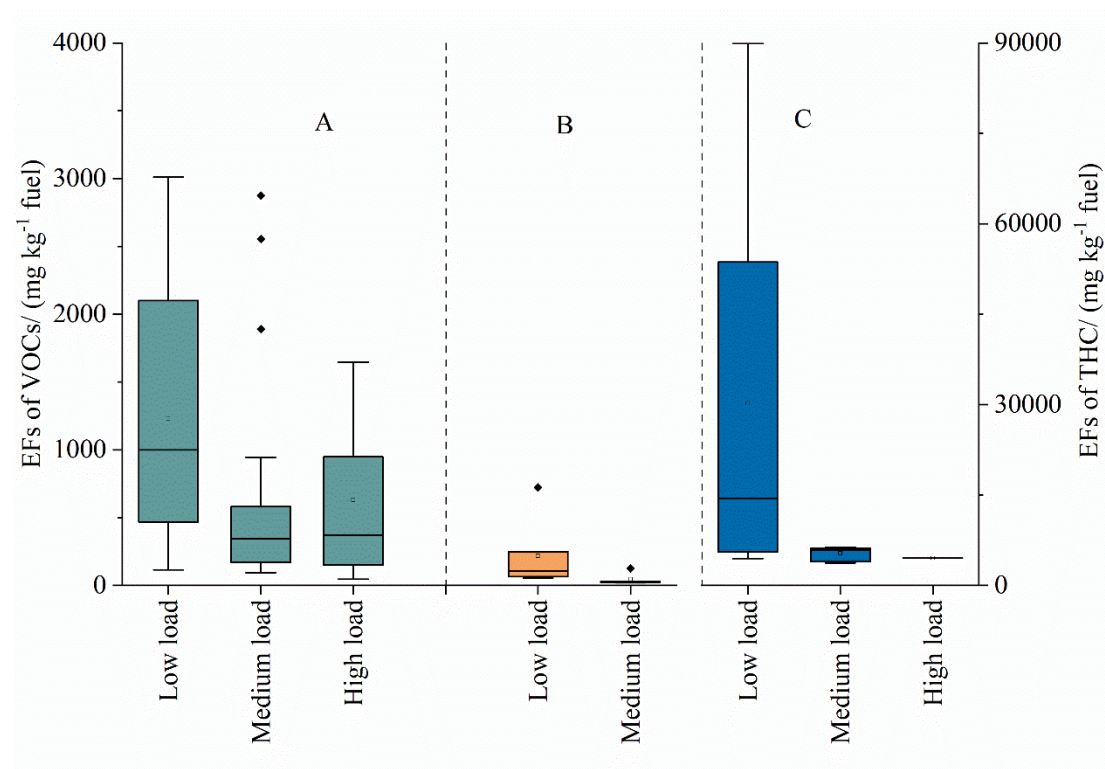 EFs of VOCs/ (mg kg⁻¹ fuel)
4000
3000
2000
1000
0
A
B
C
90000
60000
30000
0
EFs of THC/ (mg kg⁻¹ fuel)
Low load
Medium load
High load
Low load
Medium load
Low load
Medium load
High load